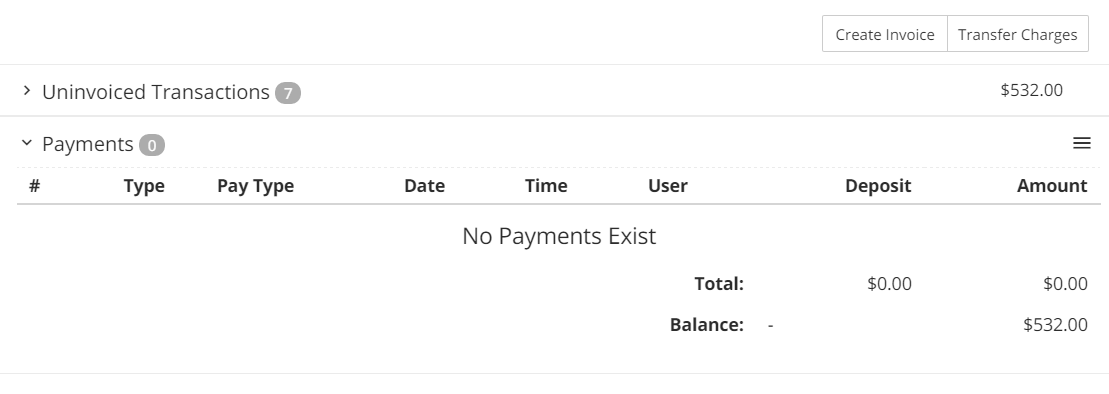 Create Invoice Transfer Charges
Uninvoiced Transactions 7 $532.00
Payments 0
# Type Pay Type Date Time User Deposit Amount
No Payments Exist
Total: $0.00 $0.00
Balance: - $532.00